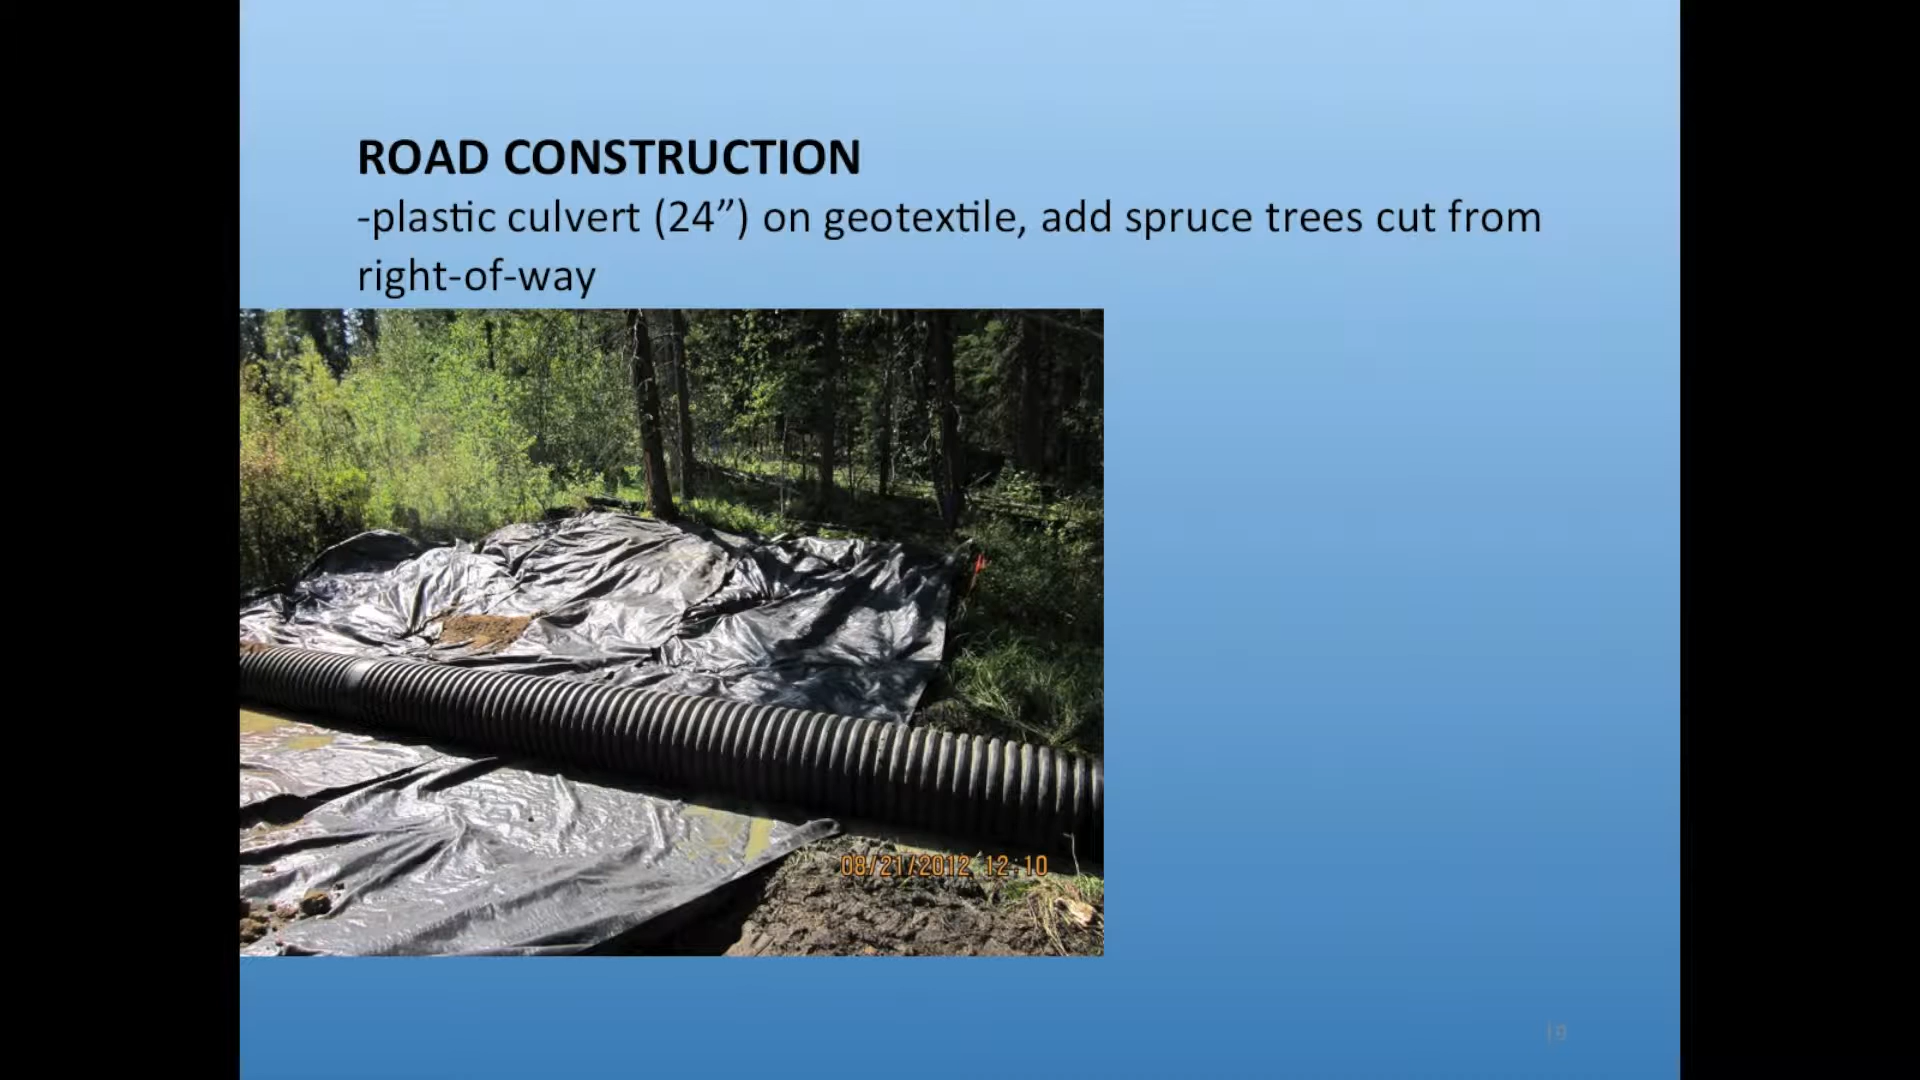 ROAD CONSTRUCTION
-plastic culvert (24”) on geotextile, add spruce trees cut from
right-of-way
08/21/2012 12:10